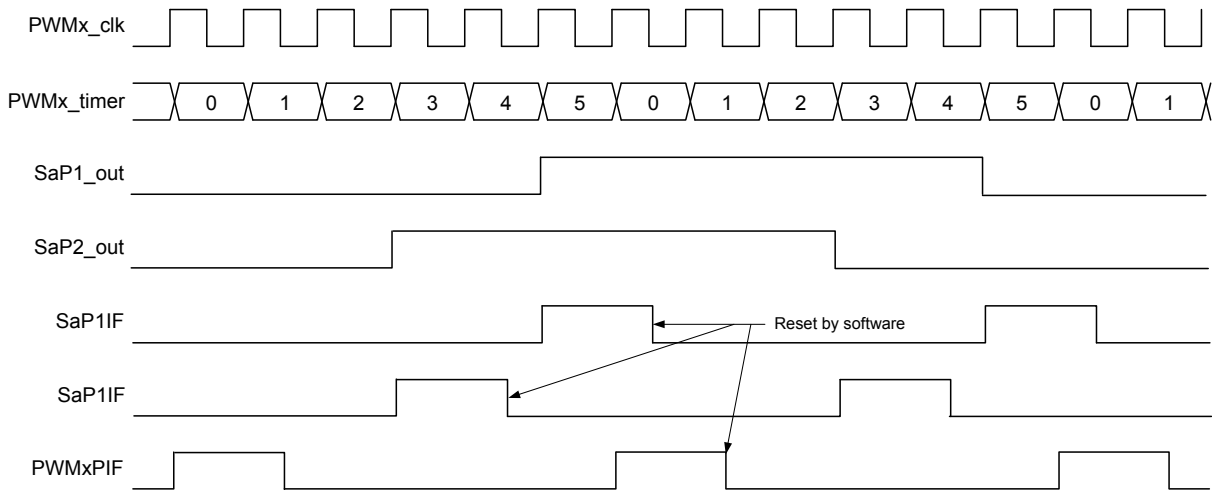 PWMx_clk
PWMx_timer 0 1 2 3 4 5 0 1 2 3 4 5 0 1
SaP1_out
SaP2_out
SaP1IF
Reset by software
SaP1IF
PWMxPIF